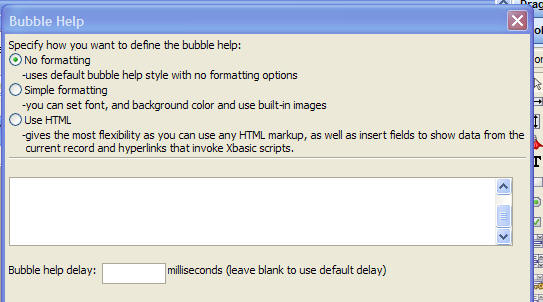 Bubble Help
Specify how you want to define the bubble help:
No formatting
-uses default bubble help style with no formatting options
Simple formatting
-you can set font, and background color and use built-in images
Use HTML
-gives the most flexibility as you can use any HTML markup, as well as insert fields to show data from the
current record and hyperlinks that invoke Xbasic scripts.
Bubble help delay:
milliseconds (leave blank to use default delay)
Drag
T